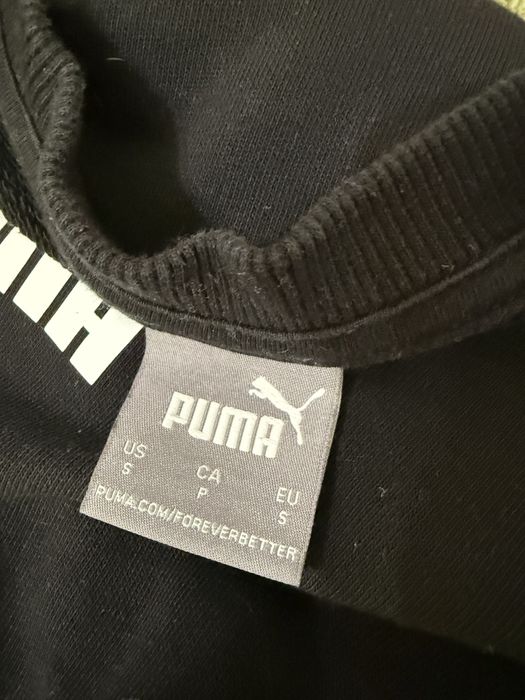 PUMA
US CA EU
S P S
PUMA.COM/FOREVERBETTER